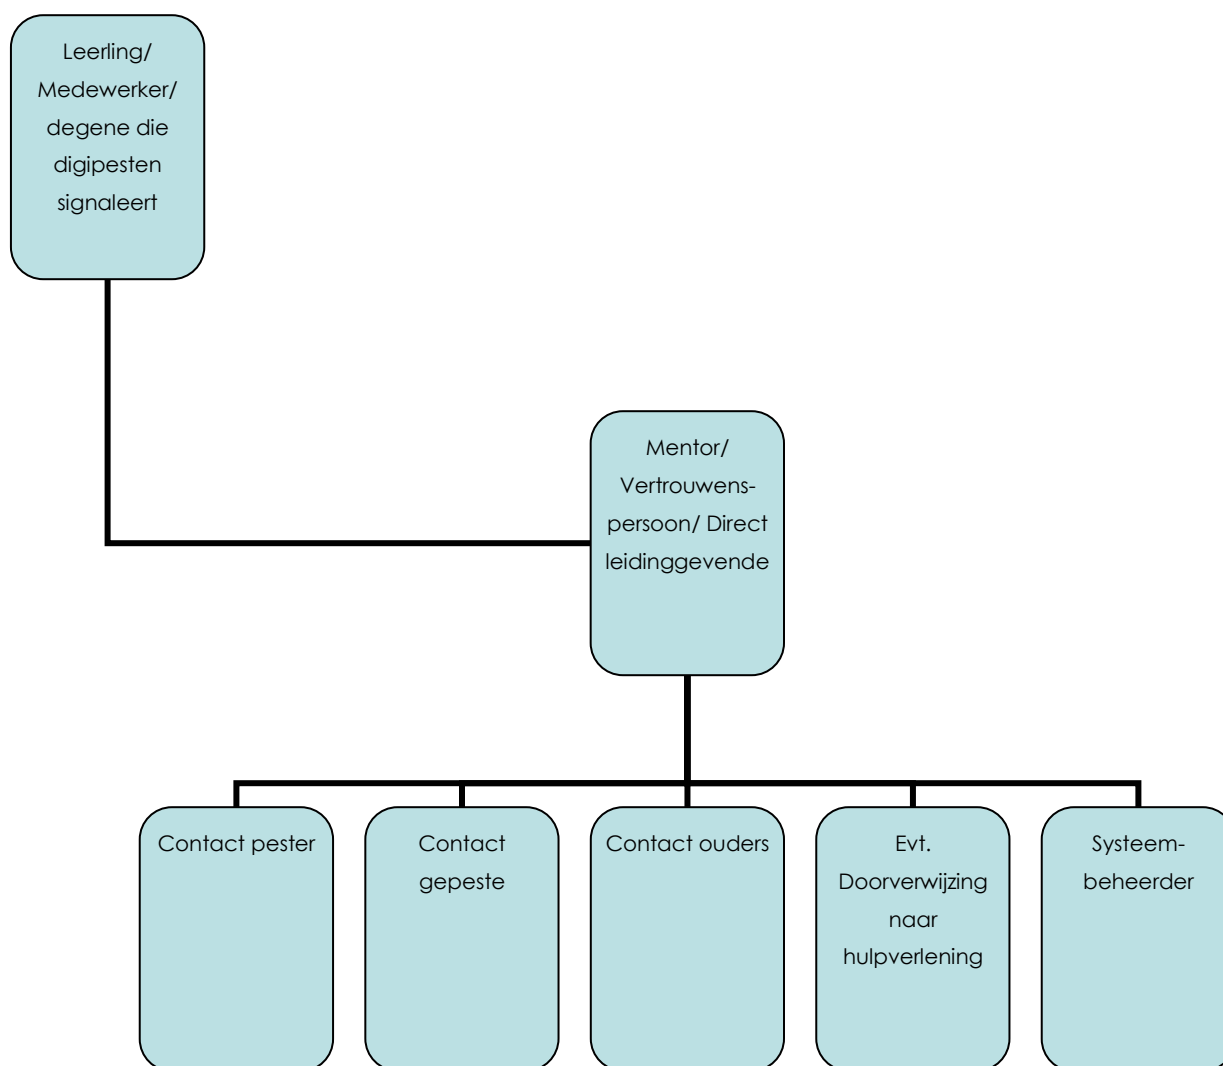 Leerling/
Medewerker/
degene die
digipesten
signaleert
Mentor/
Vertrouwens-
persoon/ Direct
leidinggevende
Contact pester
Contact
gepeste
Contact ouders
Evt.
Doorverwijzing
naar
hulpverlening
Systeem-
beheerder